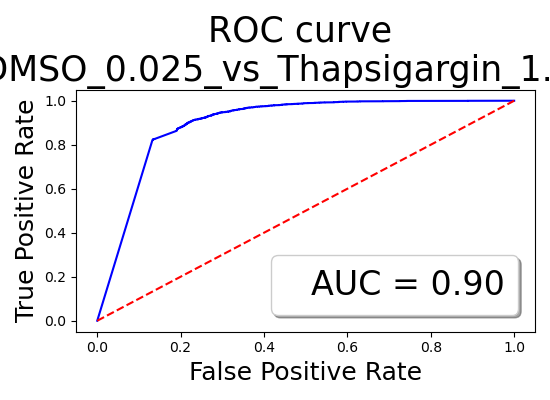 ROC curve
DMSO_0.025_vs_Thapsigargin_1.
True Positive Rate
1.0
0.8
0.6
0.4
0.2
0.0
AUC = 0.90
0.0 0.2 0.4 0.6 0.8 1.0
False Positive Rate